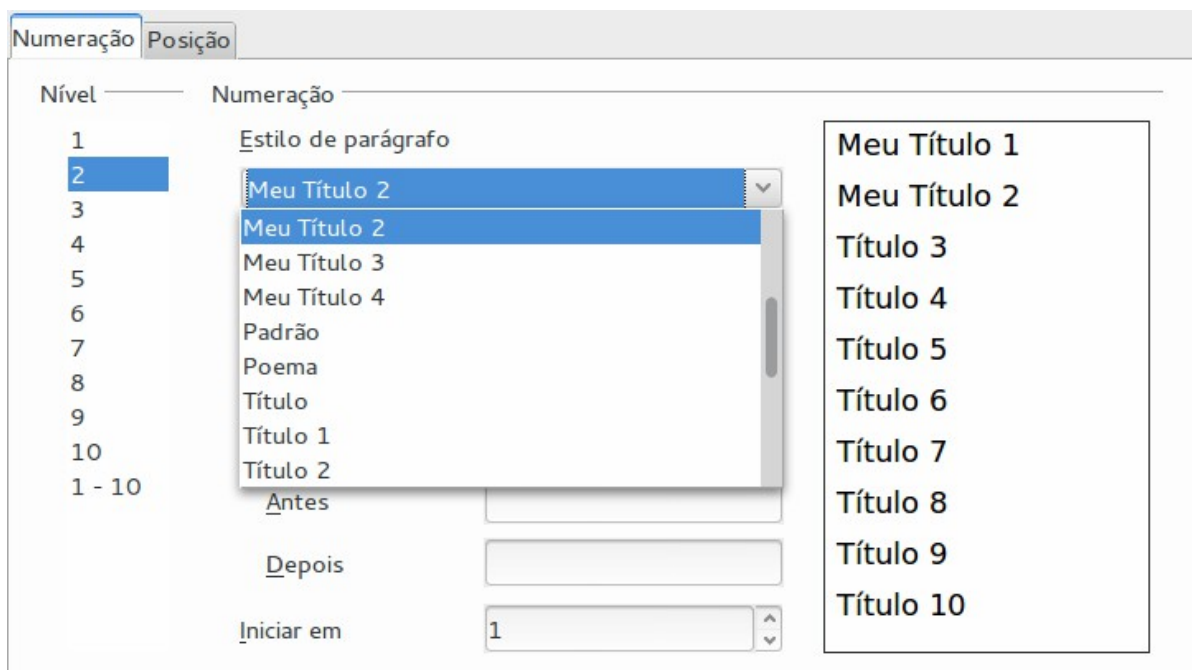 Numeração Posição
Nível
1
2
3
4
5
6
7
8
9
10
1 - 10
Numeração
Estilo de parágrafo
Meu Título 2
Meu Título 2
Meu Título 3
Meu Título 4
Padrão
Poema
Título
Título 1
Título 2
Antes
Depois
Iniciar em 1
Meu Título 1
Meu Título 2
Título 3
Título 4
Título 5
Título 6
Título 7
Título 8
Título 9
Título 10